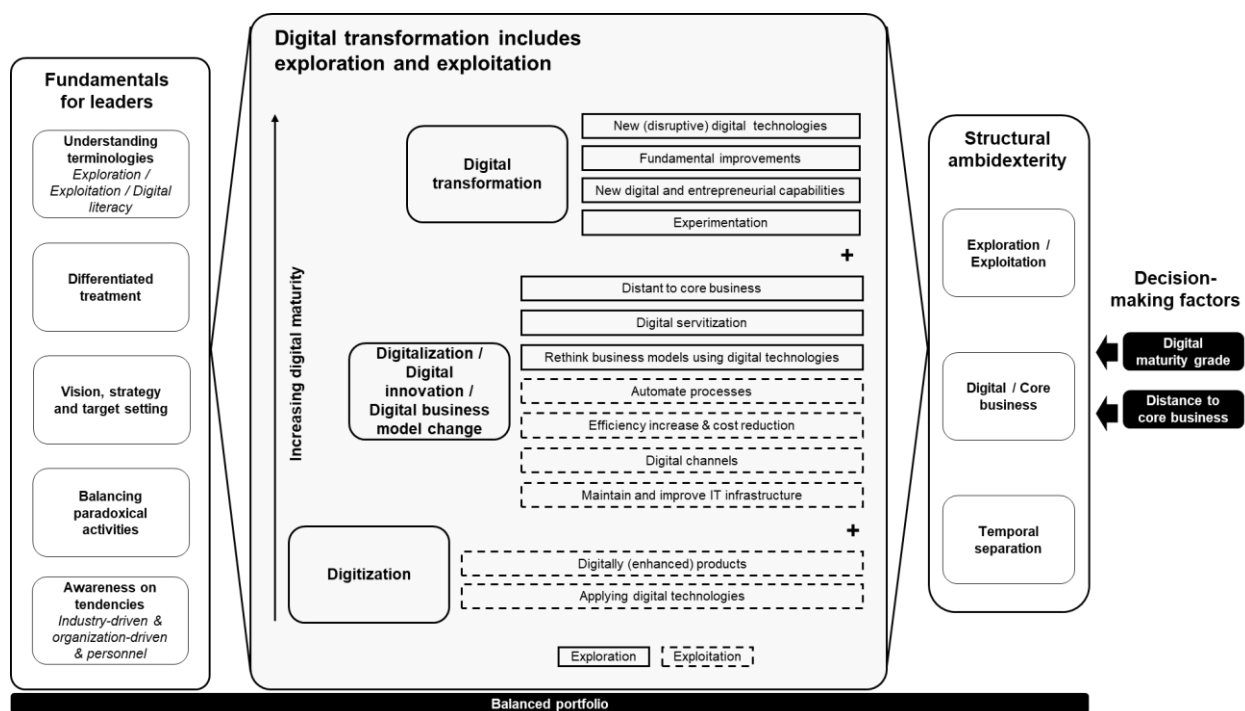 Digital transformation includes
exploration and exploitation
Fundamentals
for leaders
Understanding
terminologies
Exploration /
Exploitation / Digital
literacy
Differentiated
treatment
Vision, strategy
and target setting
Balancing
paradoxical
activities
Awareness on
tendencies
Industry-driven &
organization-driven
& personnel
Increasing digital maturity
Digital
transformation
New (disruptive) digital technologies
Fundamental improvements
New digital and entrepreneurial capabilities
Experimentation
+
Digitalization /
Digital
innovation /
Digital business
model change
Distant to core business
Digital servitization
Rethink business models using digital technologies
Automate processes
Efficiency increase & cost reduction
Digital channels
Maintain and improve IT infrastructure
+
Digitization
Digitally (enhanced) products
Applying digital technologies
Exploration
Exploitation
Structural
ambidexterity
Exploration /
Exploitation
Digital / Core
business
Temporal
separation
Decision-
making factors
Digital
maturity grade
Distance to
core business
Balanced portfolio